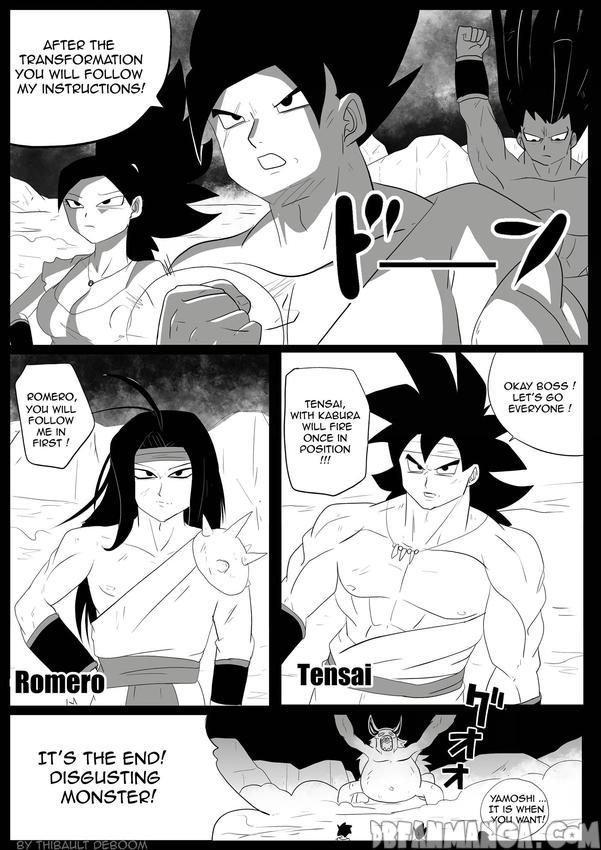 AFTER THE
TRANSFORMATION
YOU WILL FOLLOW
MY INSTRUCTIONS!
ドーン
ROMERO,
YOU WILL
FOLLOW
ME IN
FIRST !
Romero
TENSAI,
WITH KABURA
WILL FIRE
ONCE IN
POSITION
!!!
OKAY BOSS !
LET'S GO
EVERYONE !
Tensai
グオオ
IT'S THE END!
DISGUSTING
MONSTER!
YAMOSHI ...
IT IS WHEN
YOU WANT!
BY THIBAULT DEBOOM
DBFANMANGA.COM